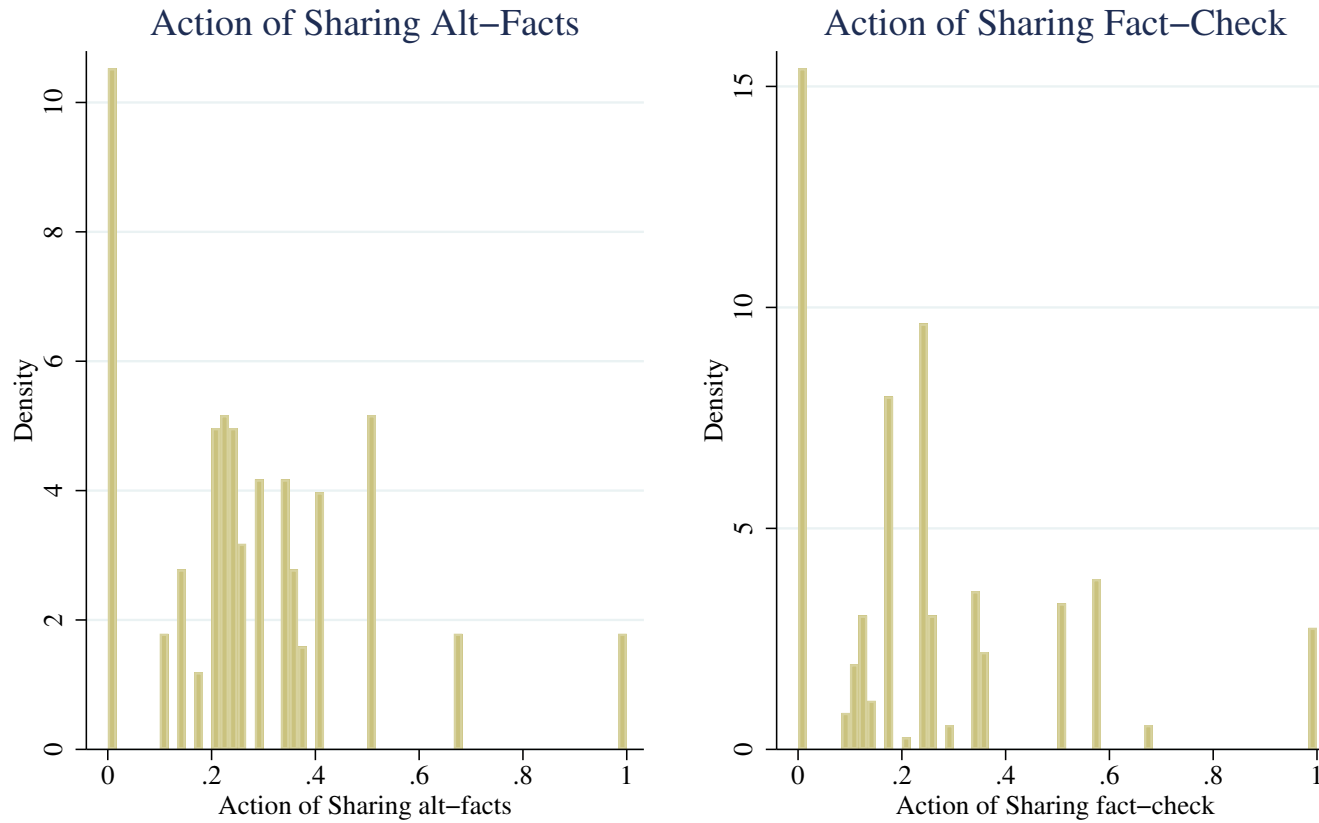 Action of Sharing Alt−Facts
Density
10
8
6
4
2
0
0 .2 .4 .6 .8 1
Action of Sharing alt−facts
Action of Sharing Fact−Check
Density
15
10
5
0
0 .2 .4 .6 .8 1
Action of Sharing fact−check